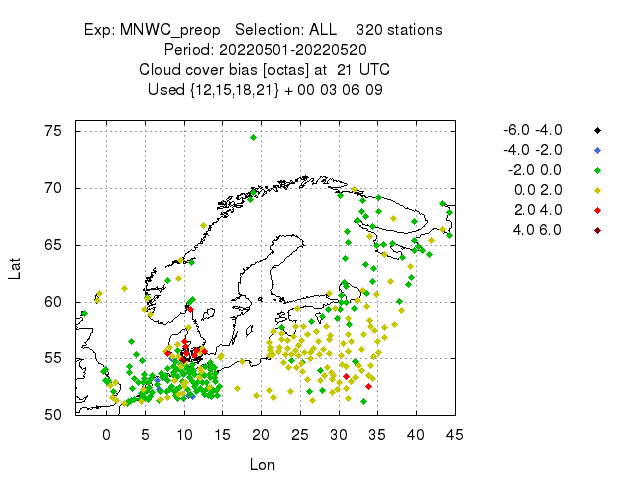 Exp: MNWC_preop   Selection: ALL    320 stations
Period: 20220501-20220520
Cloud cover bias [octas] at  21 UTC
Used {12,15,18,21} + 00 03 06 09
-6.0 -4.0
-4.0 -2.0
-2.0 0.0
0.0 2.0
2.0 4.0
4.0 6.0
Lat
75
70
65
60
55
50
0 5 10 15 20 25 30 35 40 45
Lon